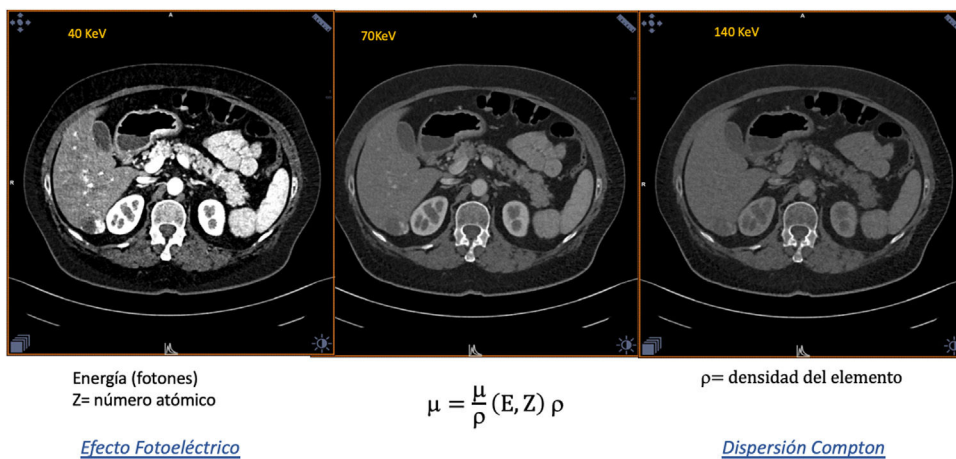 A
A
A
40 KeV
70KeV
140 KeV
R
R
R
Energía (fotones)
Z= número atómico
μ = μ/ρ (E, Z) ρ
ρ= densidad del elemento
Efecto Fotoeléctrico
Dispersión Compton